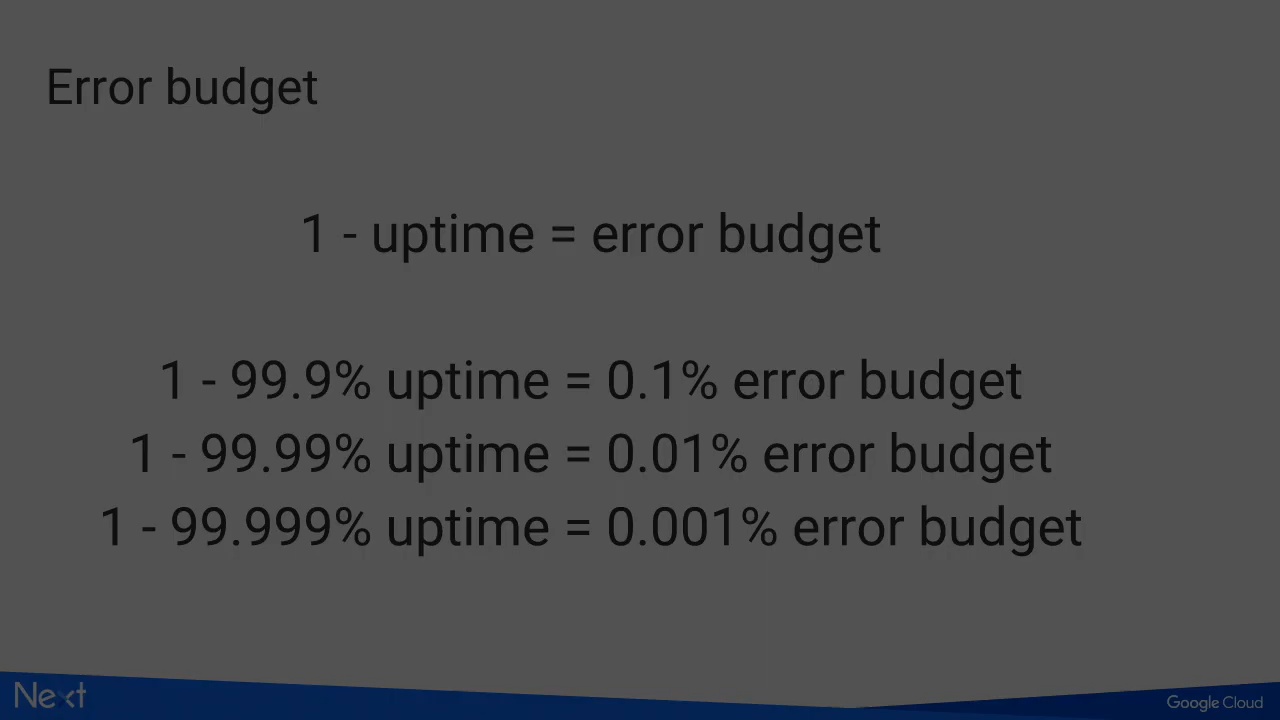 Error budget
1 - uptime = error budget
1 - 99.9% uptime = 0.1% error budget
1 - 99.99% uptime = 0.01% error budget
1 - 99.999% uptime = 0.001% error budget
Next
Google Cloud